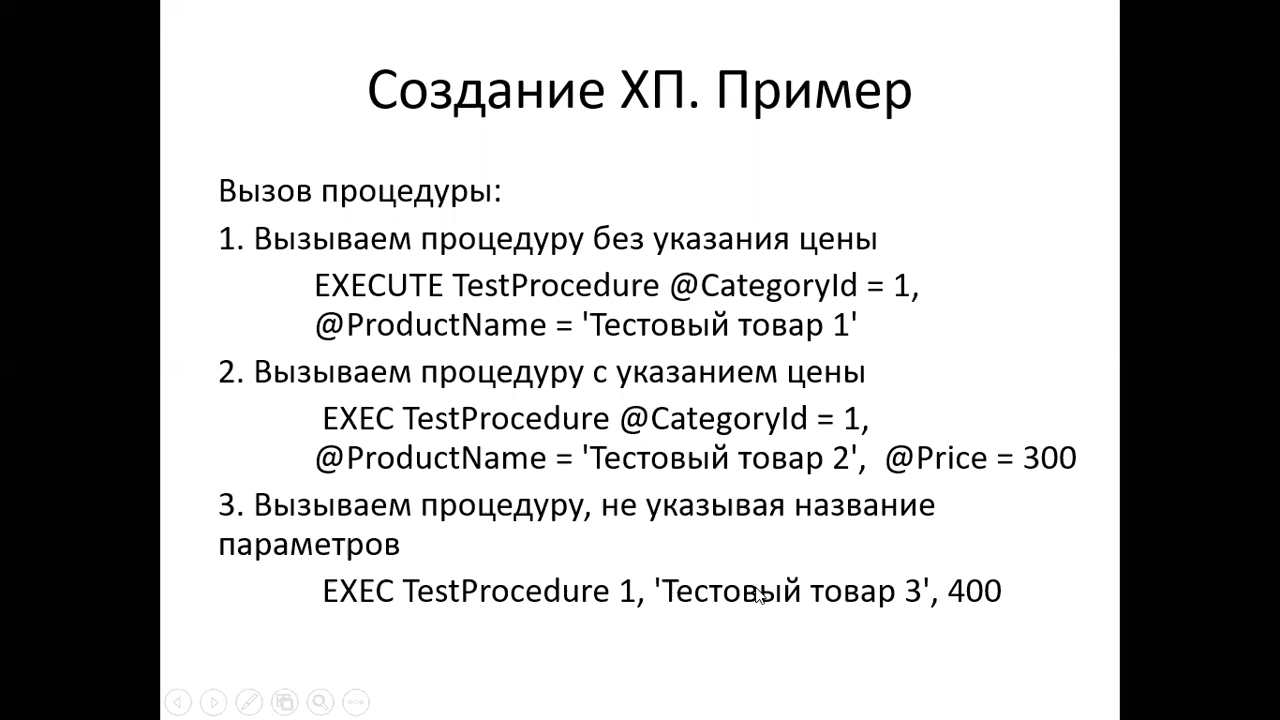 Создание ХП. Пример
Вызов процедуры:
1. Вызываем процедуру без указания цены
EXECUTE TestProcedure @CategoryId = 1,
@ProductName = 'Тестовый товар 1'
2. Вызываем процедуру с указанием цены
EXEC TestProcedure @CategoryId = 1,
@ProductName = 'Тестовый товар 2', @Price = 300
3. Вызываем процедуру, не указывая название
параметров
EXEC TestProcedure 1, 'Тестовый товар 3', 400